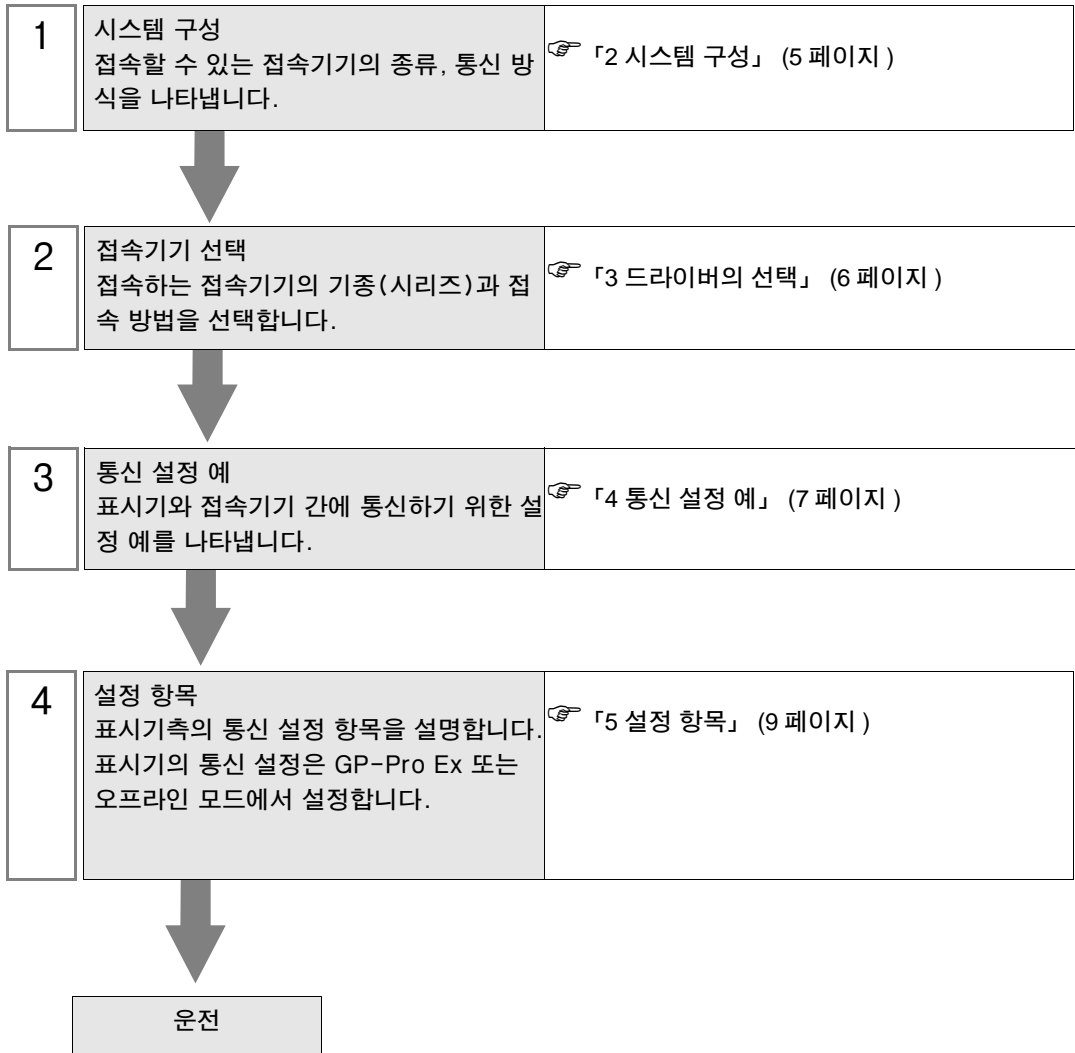 1
시스템 구성
접속할 수 있는 접속기기의 종류, 통신 방
식을 나타냅니다.
☞ 「2 시스템 구성」 (5 페이지 )
2
접속기기 선택
접속하는 접속기기의 기종(시리즈)과 접
속 방법을 선택합니다.
☞ 「3 드라이버의 선택」 (6 페이지 )
3
통신 설정 예
표시기와 접속기기 간에 통신하기 위한 설
정 예를 나타냅니다.
☞ 「4 통신 설정 예」 (7 페이지 )
4
설정 항목
표시기측의 통신 설정 항목을 설명합니다.
표시기의 통신 설정은 GP-Pro Ex 또는
오프라인 모드에서 설정합니다.
☞ 「5 설정 항목」 (9 페이지 )
운전